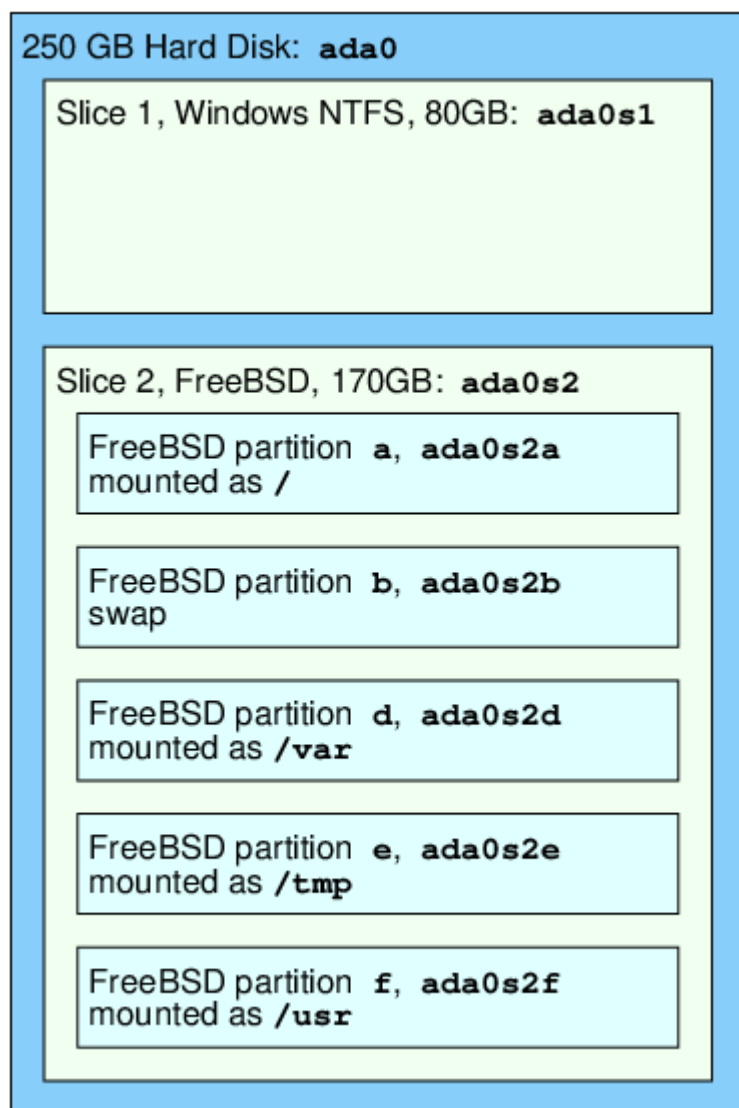 250 GB Hard Disk: ada0
Slice 1, Windows NTFS, 80GB: ada0s1
Slice 2, FreeBSD, 170GB: ada0s2
FreeBSD partition a, ada0s2a
mounted as /
FreeBSD partition b, ada0s2b
swap
FreeBSD partition d, ada0s2d
mounted as /var
FreeBSD partition e, ada0s2e
mounted as /tmp
FreeBSD partition f, ada0s2f
mounted as /usr